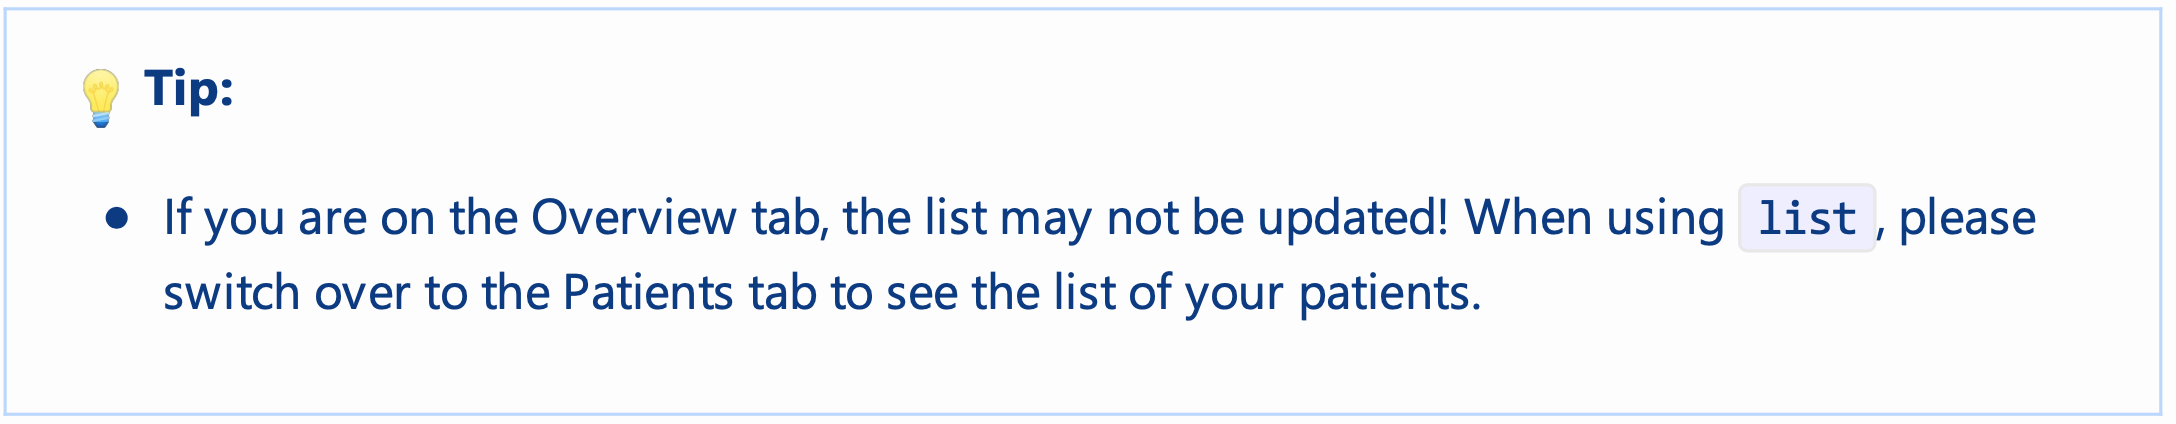 Tip:
If you are on the Overview tab, the list may not be updated! When using list, please
switch over to the Patients tab to see the list of your patients.